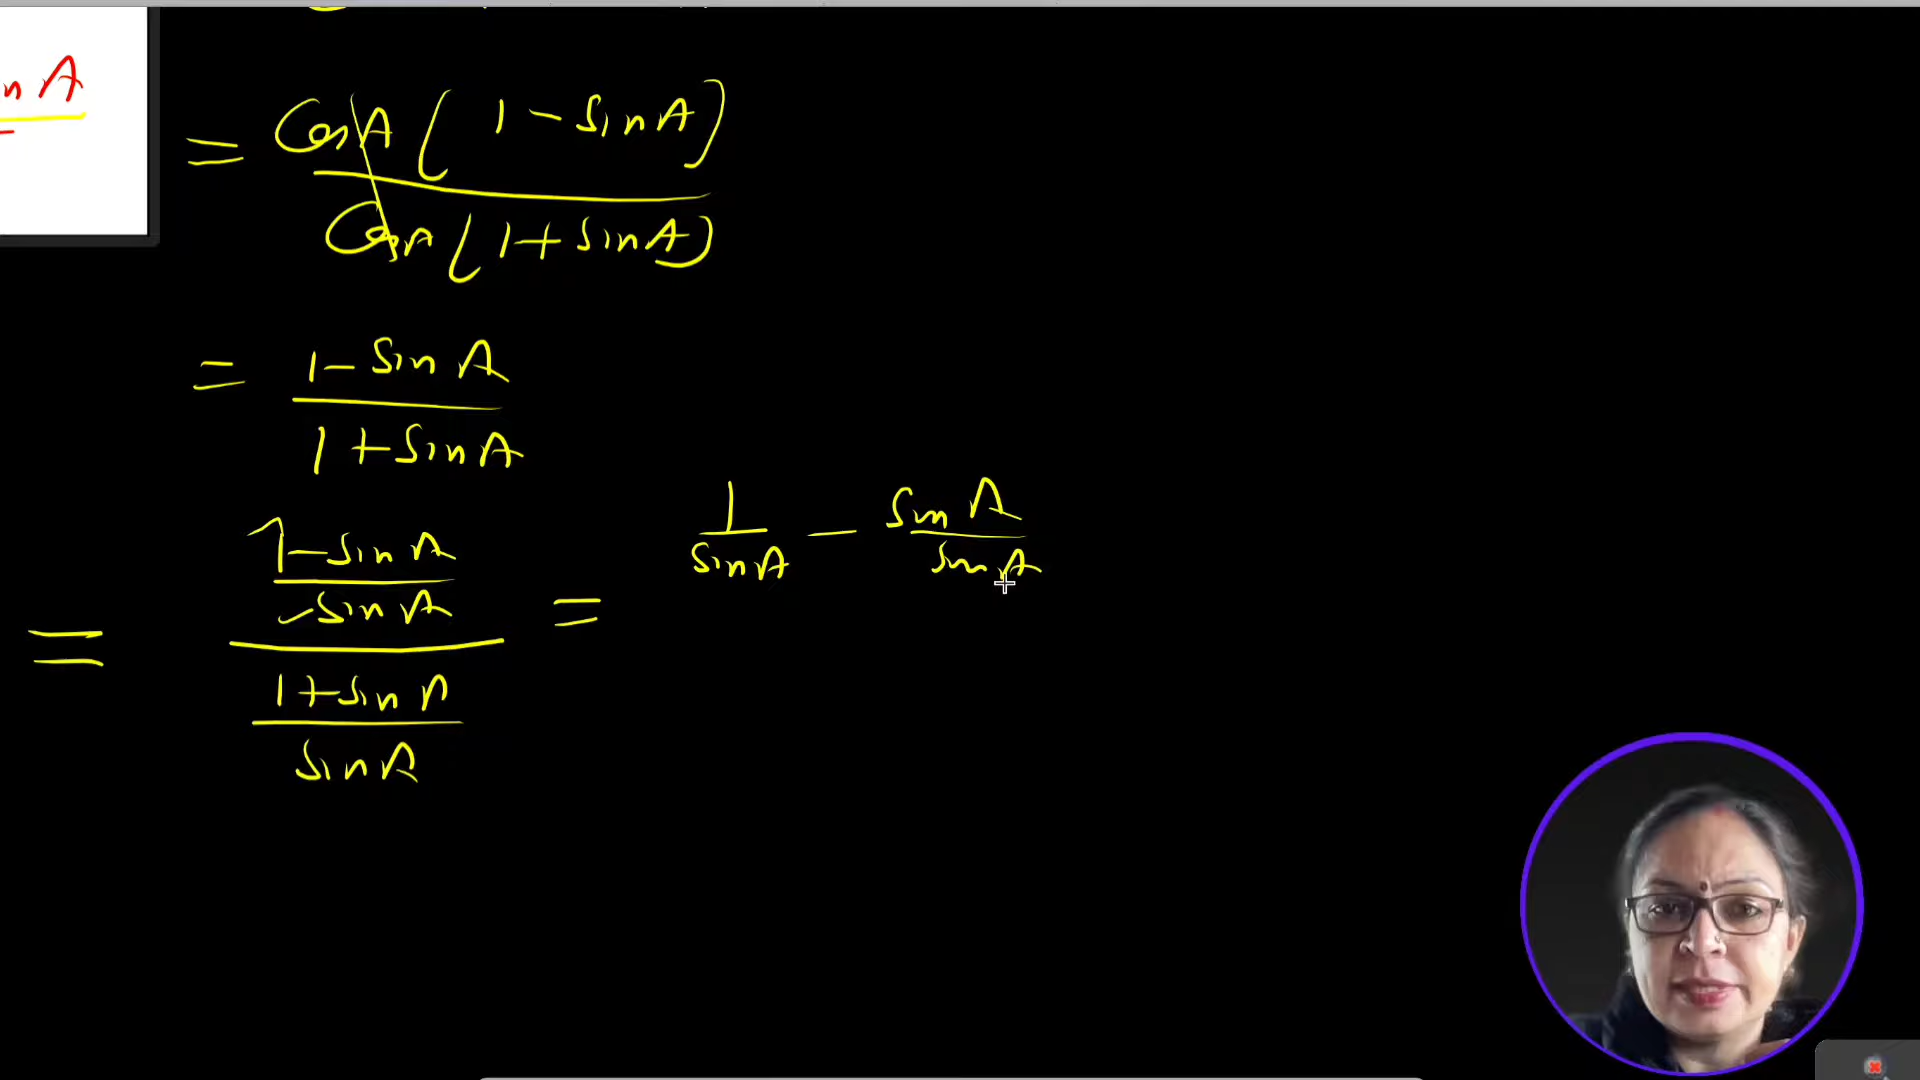 n A
= Cos A ( 1 - sin A )
Cos A ( 1 + sin A )
= 1 - sin A
1 + sin A
= 1 - sin A
sin A
1 + sin A
sin A
= 1 - sin A
sin A sin A